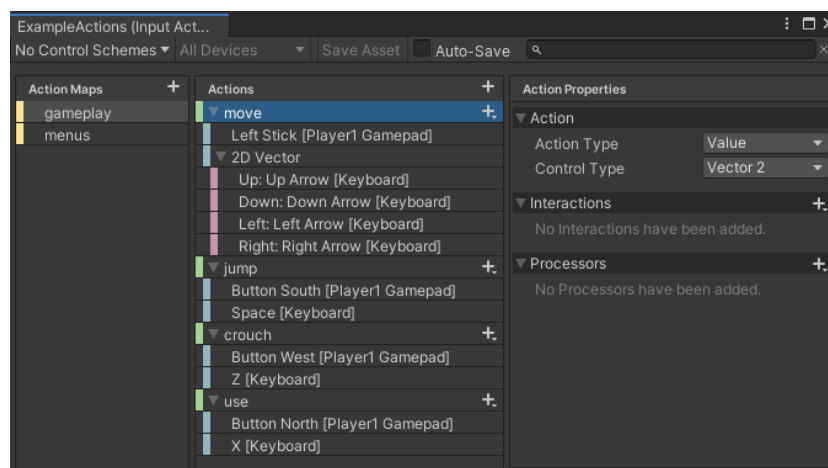 ExampleActions (Input Act...
No Control Schemes All Devices Save Asset Auto-Save
Action Maps
gameplay
menus
Actions
move
Left Stick [Player1 Gamepad]
2D Vector
Up: Up Arrow [Keyboard]
Down: Down Arrow [Keyboard]
Left: Left Arrow [Keyboard]
Right: Right Arrow [Keyboard]
jump
Button South [Player1 Gamepad]
Space [Keyboard]
crouch
Button West [Player1 Gamepad]
Z [Keyboard]
use
Button North [Player1 Gamepad]
X [Keyboard]
Action Properties
Action
Action Type Value
Control Type Vector 2
Interactions
No Interactions have been added.
Processors
No Processors have been added.